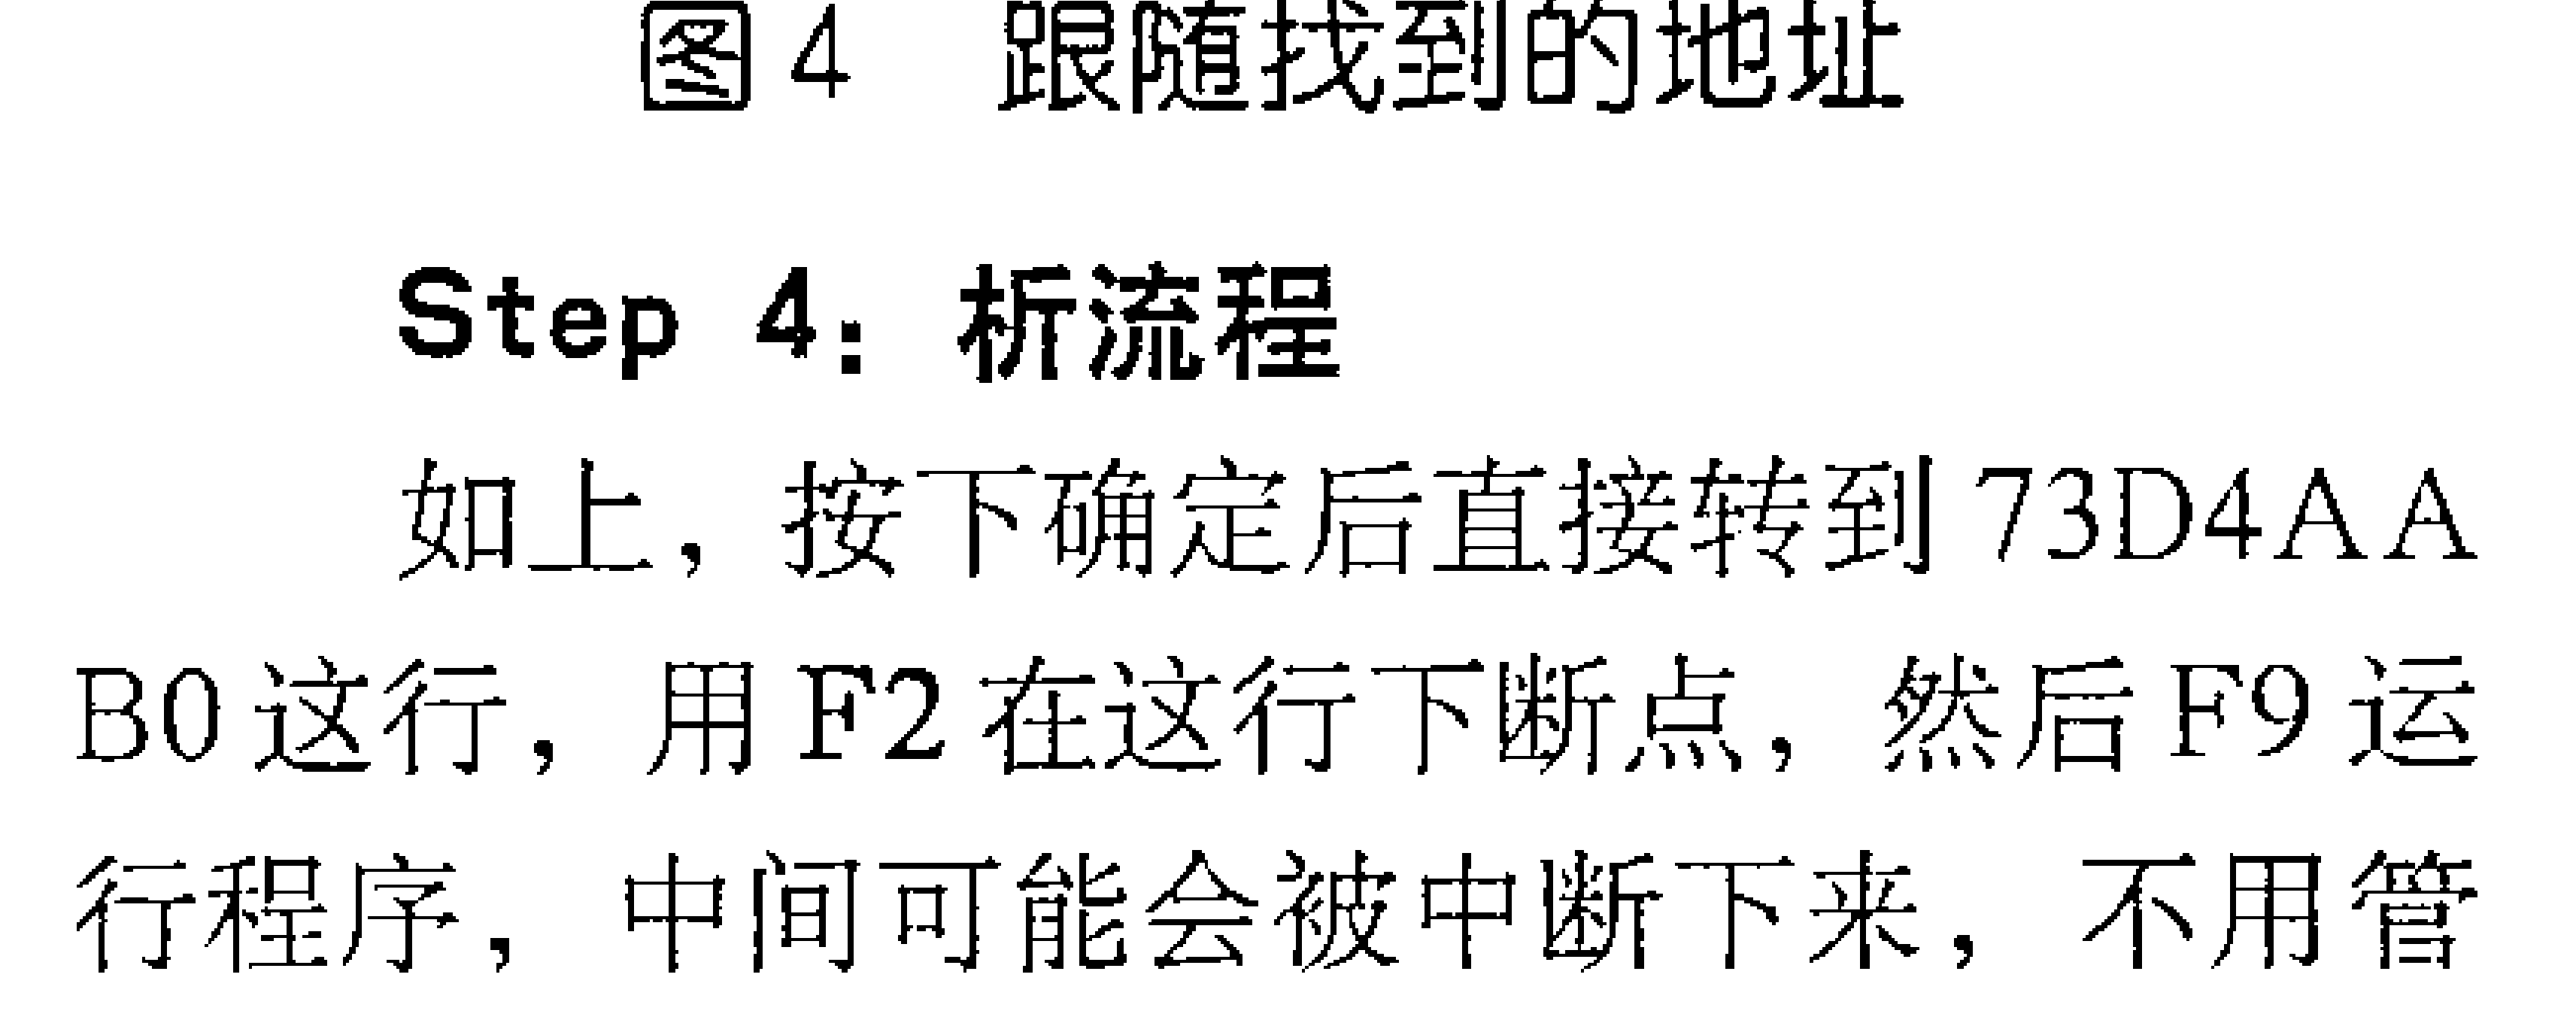 图4 跟随找到的地址
Step 4：析流程
如上，按下确定后直接转到73D4AA
B0这行，用F2在这行下断点，然后F9运
行程序，中间可能会被中断下来，不用管